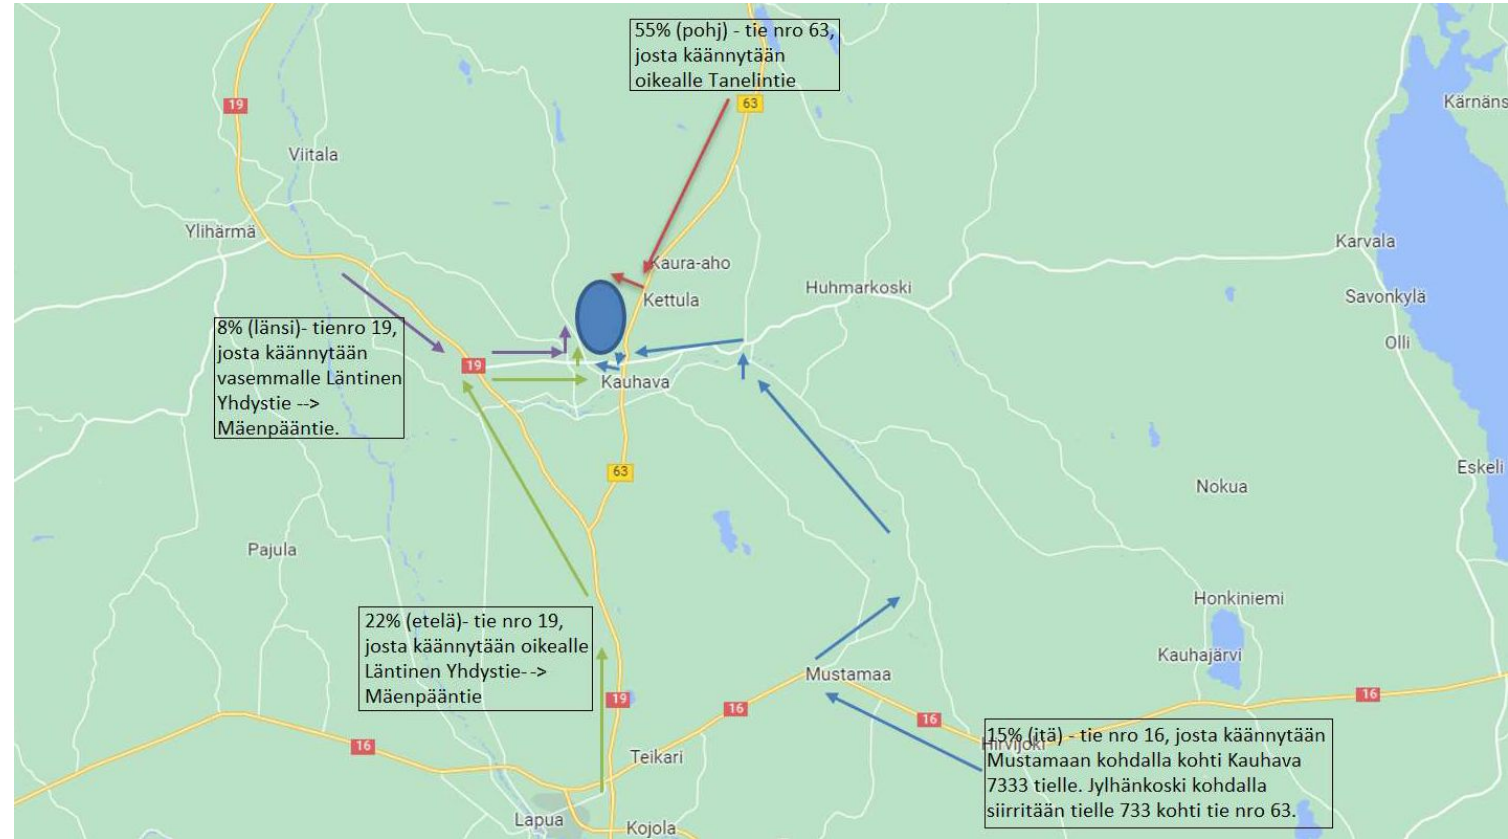 55% (pohj) - tie nro 63,
josta käännytään
oikealle Tanelintie
63
19
Kärnäns
Viitala
Ylihärmä
Karvala
Kaura-aho
Kettula
Huhmarkoski
Savonkylä
Olli
8% (länsi)- tienro 19,
josta käännytään
vasemmalle Läntinen
Yhdystie -->
Mäenpääntie.
19
Kauhava
63
Eskeli
Nokua
Pajula
Honkiniemi
22% (etelä)- tie nro 19,
josta käännytään oikealle
Läntinen Yhdystie-->
Mäenpääntie
Kauhajärvi
Mustamaa
19
16
16
16
16
Hirvijoki
15% (itä) - tie nro 16, josta käännytään
Mustamaan kohdalla kohti Kauhava
7333 tielle. Jylhänkoski kohdalla
siirritään tielle 733 kohti tie nro 63.
Teikari
Lapua
Kojola